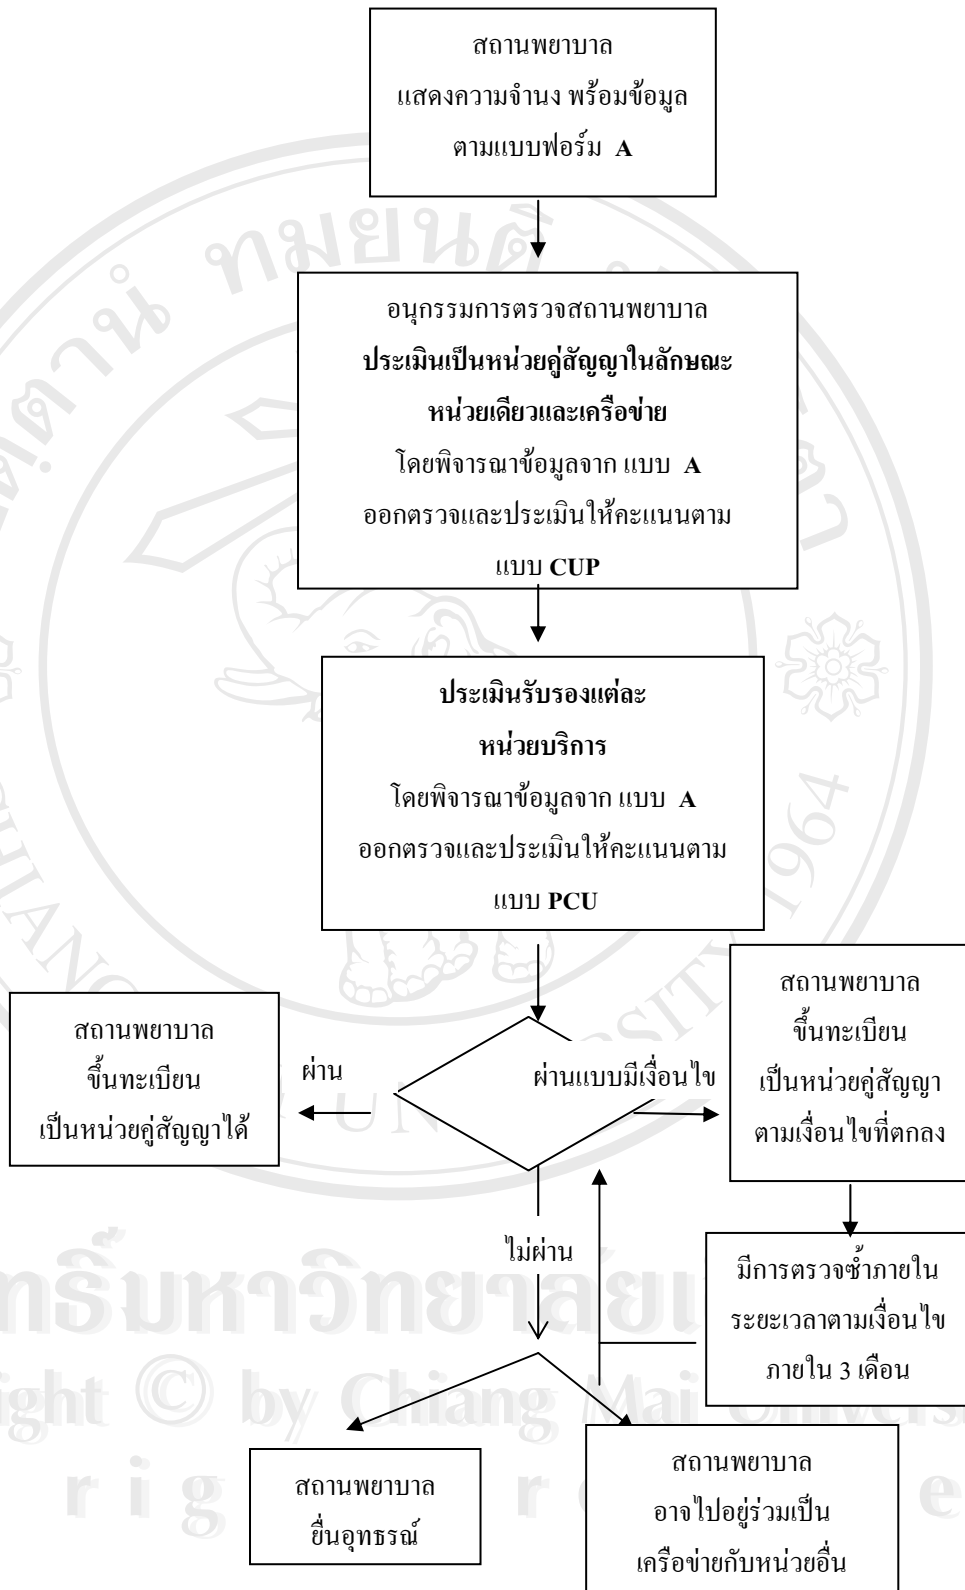 สถานพยาบาล
แสดงความจำนง พร้อมข้อมูล
ตามแบบฟอร์ม A
อนุกรรมการตรวจสถานพยาบาล
ประเมินเป็นหน่วยคู่สัญญาในลักษณะ
หน่วยเดียวและเครือข่าย
โดยพิจารณาข้อมูลจาก แบบ A
ออกตรวจและประเมินให้คะแนนตาม
แบบ CUP
ประเมินรับรองแต่ละ
หน่วยบริการ
โดยพิจารณาข้อมูลจาก แบบ A
ออกตรวจและประเมินให้คะแนนตาม
แบบ PCU
สถานพยาบาล
ขึ้นทะเบียน
เป็นหน่วยคู่สัญญาได้
ผ่าน
ผ่านแบบมีเงื่อนไข
สถานพยาบาล
ขึ้นทะเบียน
เป็นหน่วยคู่สัญญา
ตามเงื่อนไขที่ตกลง
ไม่ผ่าน
มีการตรวจซ้ำภายใน
ระยะเวลาตามเงื่อนไข
ภายใน 3 เดือน
สถานพยาบาล
ยื่นอุทธรณ์
สถานพยาบาล
อาจไปอยู่ร่วมเป็น
เครือข่ายกับหน่วยอื่น
1964
© by Chiang Mai